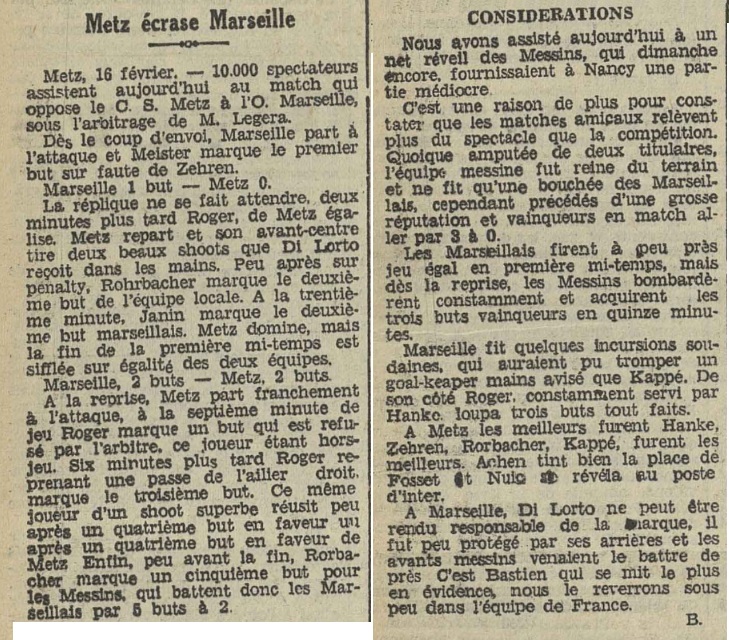 Metz écrase Marseille
Metz, 16 février. — 10.000 spectateurs
assistent aujourd'hui au match qui
oppose le C. S. Metz à l'O. Marseille,
sous l'arbitrage de M. Legera.
Dès le coup d'envoi, Marseille part à
l'attaque et Meister marque le premier
but sur faute de Zehren.
Marseille 1 but — Metz 0.
La réplique ne se fait attendre, deux
minutes plus tard Roger, de Metz éga-
lise. Metz repart et son avant-centre
tire deux beaux shoots que Di Lorto
reçoit dans les mains. Peu après sur
penalty, Rohrbacher marque le deuxiè-
me but de l'équipe locale. A la trentiè-
me minute, Janin marque le deuxiè-
me but marseillais. Metz domine, mais
la fin de la première mi-temps est
sifflée sur égalité des deux équipes.
Marseille, 2 buts — Metz, 2 buts.
A la reprise, Metz part franchement
à l'attaque, à la septième minute de
jeu Roger marque un but qui est refu-
sé par l'arbitre, ce joueur étant hors-
jeu. Six minutes plus tard Roger re-
prenant une passe de l'ailier droit,
marque le troisième but. Ce même
joueur d'un shoot superbe réusit peu
après un quatrième but en faveur uu
après un quatrième but en faveur de
Metz Enfin, peu avant la fin, Rorba-
cher marque un cinquième but pour
les Messins, qui battent donc les Mar-
seillais par 5 buts à 2.
CONSIDERATIONS
Nous avons assisté aujourd'hui à un
net réveil des Messins, qui dimanche
encore, fournissaient à Nancy une par-
tie médiocre.
C'est une raison de plus pour cons-
tater que les matches amicaux relèvent
plus du spectacle que la compétition.
Quoique amputée de deux titulaires,
l'équipe messine fut reine du terrain
et ne fit qu'une bouchée des Marseil-
lais, cependant précédés d'une grosse
réputation et vainqueurs en match al-
ler par 3 à 0.
Les Marseillais firent à peu près
jeu égal en première mi-temps, mais
dès la reprise, les Messins bombardè-
rent constamment et acquirent les
trois buts vainqueurs en quinze minu-
tes.
Marseille fit quelques incursions sou-
daines, qui auraient pu tromper un
goal-keaper mains avisé que Kappé. De
son côté Roger, constamment servi par
Hanke, loupa trois buts tout faits.
A Metz les meilleurs furent Hanke,
Zehren, Rorbacher, Kappé, furent les
meilleurs. Achen tint bien la place de
Fosset et Nuic révéla au poste
d'inter.
A Marseille, Di Lorto ne peut être
rendu responsable de la marque, il
fut peu protégé par ses arrières et les
avants messins venaient le battre de
près C'est Bastien qui se mit le plus
en évidence, nous le reverrons sous
peu dans l'équipe de France.
B.